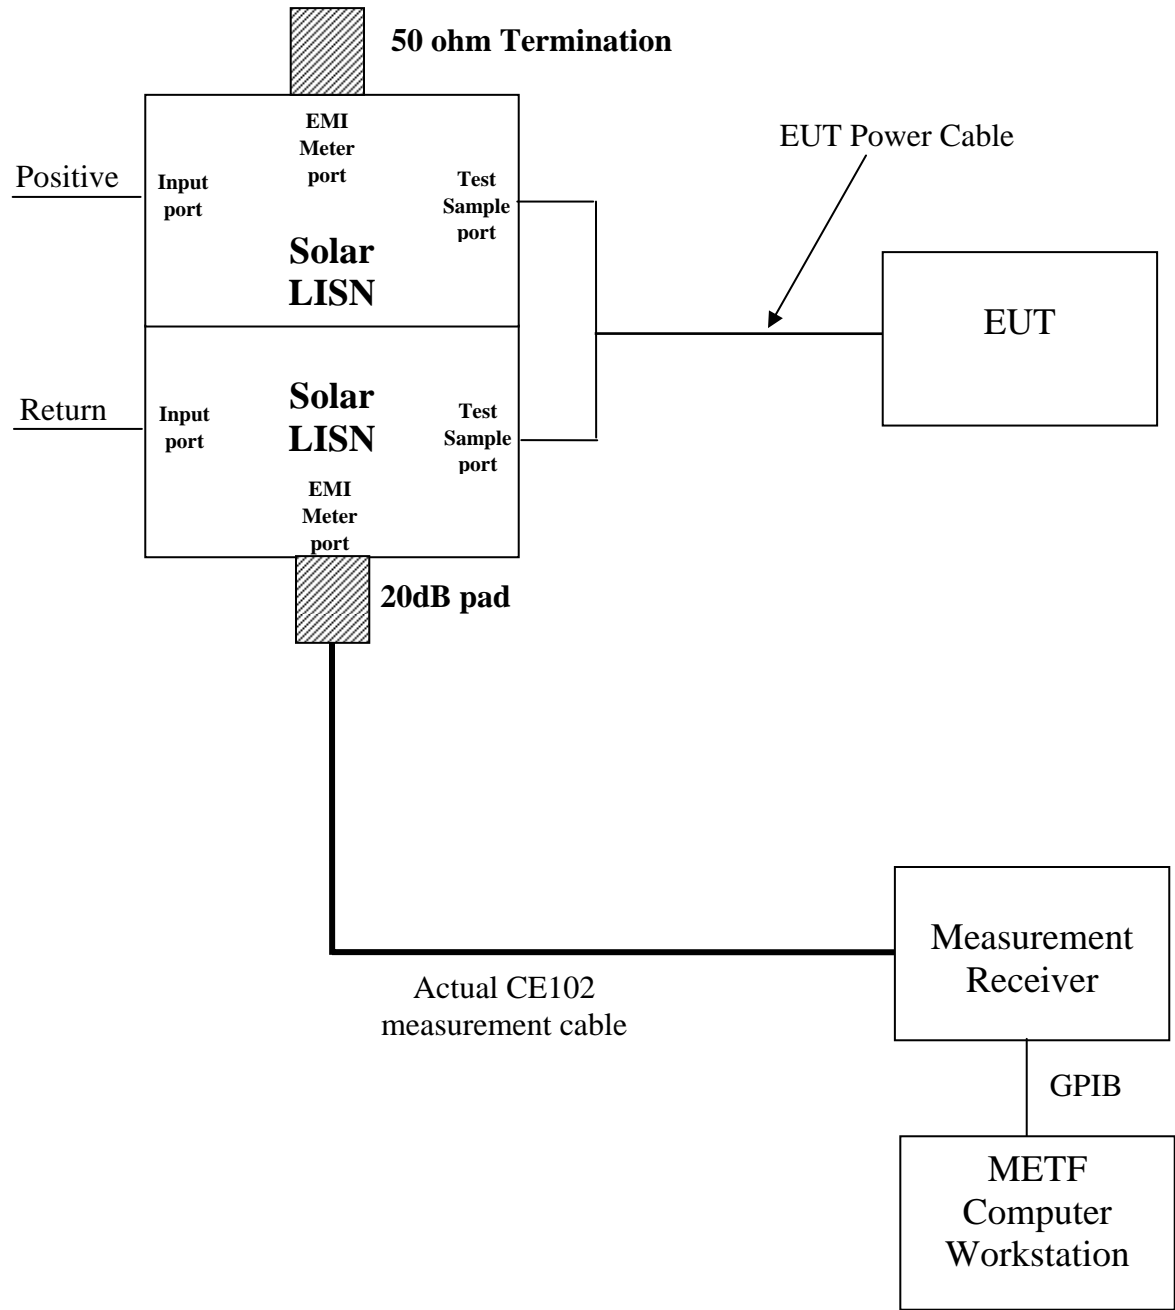 50 ohm Termination
EMI
Meter
port
EUT Power Cable
Positive
Input
port
Test
Sample
port
Solar
LISN
EUT
Return
Input
port
Solar
LISN
Test
Sample
port
EMI
Meter
port
20dB pad
Measurement
Receiver
Actual CE102
measurement cable
GPIB
METF
Computer
Workstation